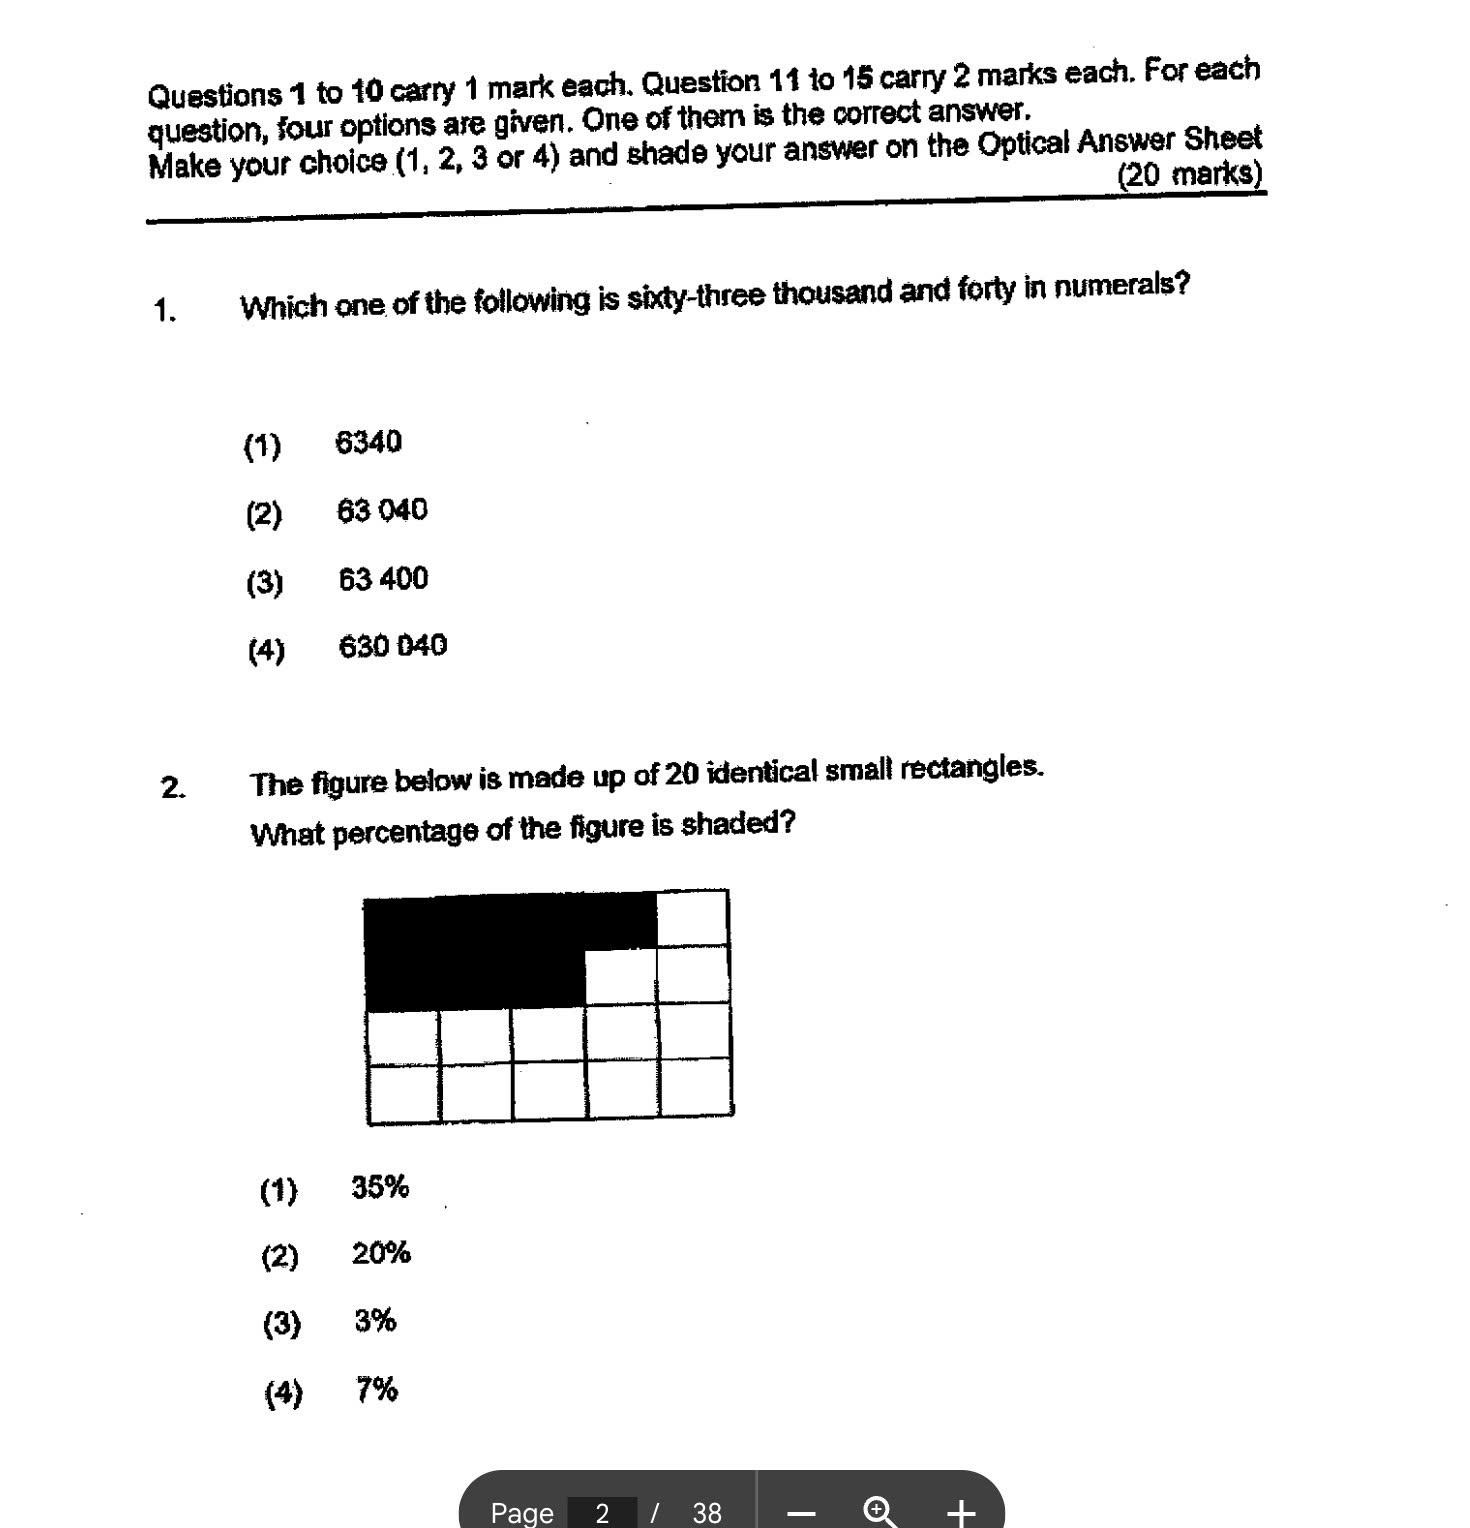 Questions 1 to 10 carry 1 mark each. Question 11 to 15 carry 2 marks each. For each
question, four options are given. One of them is the correct answer.
Make your choice (1, 2, 3 or 4) and shade your answer on the Optical Answer Sheet
(20 marks)
1. Which one of the following is sixty-three thousand and forty in numerals?
(1) 6340
(2) 63 040
(3) 63 400
(4) 630 040
2. The figure below is made up of 20 identical small rectangles.
What percentage of the figure is shaded?
(1) 35%
(2) 20%
(3) 3%
(4) 7%
Page 2 / 38